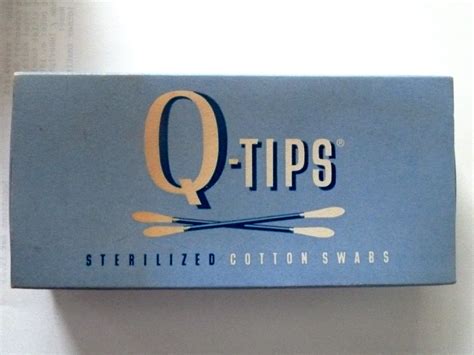 Q-TIPS®
STERILIZED COTTON SWABS